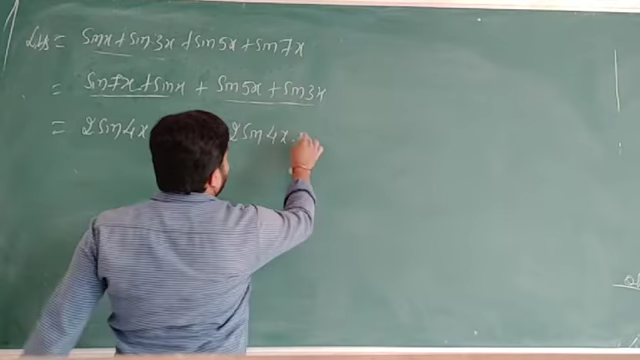 LHS = sinx + sin3x + sin5x + sin7x
= sin7x + sinx + sin5x + sin3x
= 2sin4x 2sin4x.